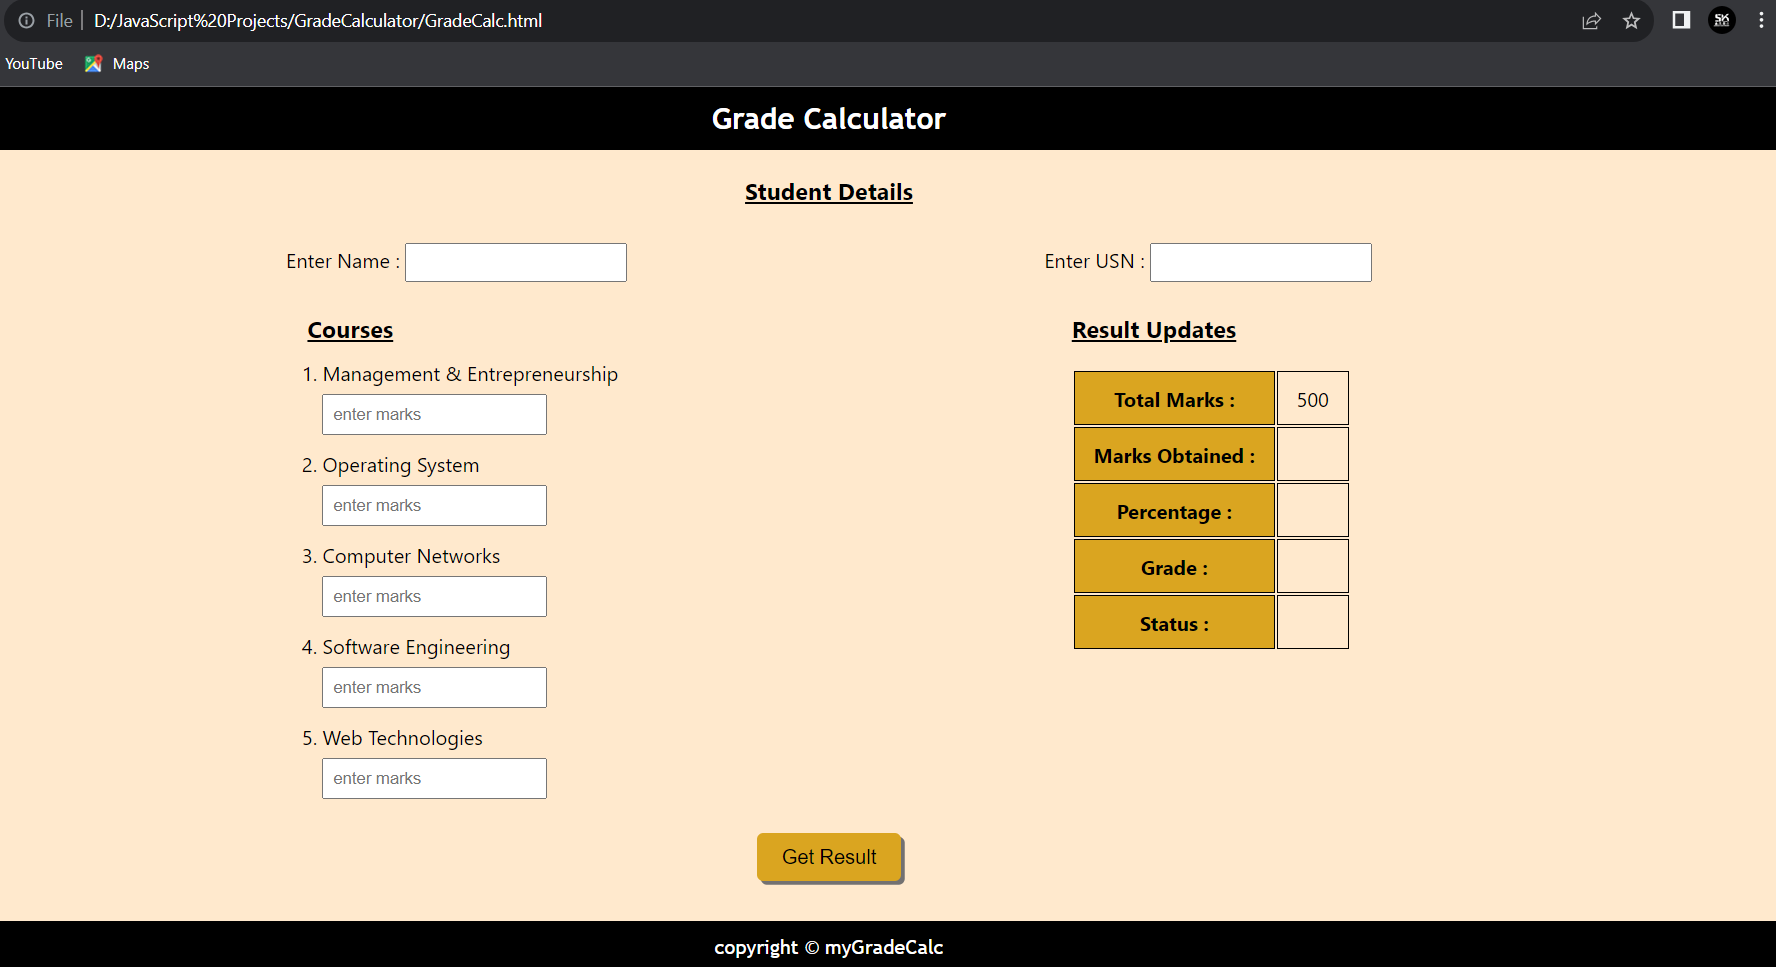 File D:/JavaScript%20Projects/GradeCalculator/GradeCalc.html
SK
YouTube Maps
Grade Calculator
Student Details
Enter Name : Enter USN :
Courses
1. Management & Entrepreneurship
enter marks
2. Operating System
enter marks
3. Computer Networks
enter marks
4. Software Engineering
enter marks
5. Web Technologies
enter marks
Result Updates
Total Marks : 500
Marks Obtained :
Percentage :
Grade :
Status :
Get Result
copyright © myGradeCalc